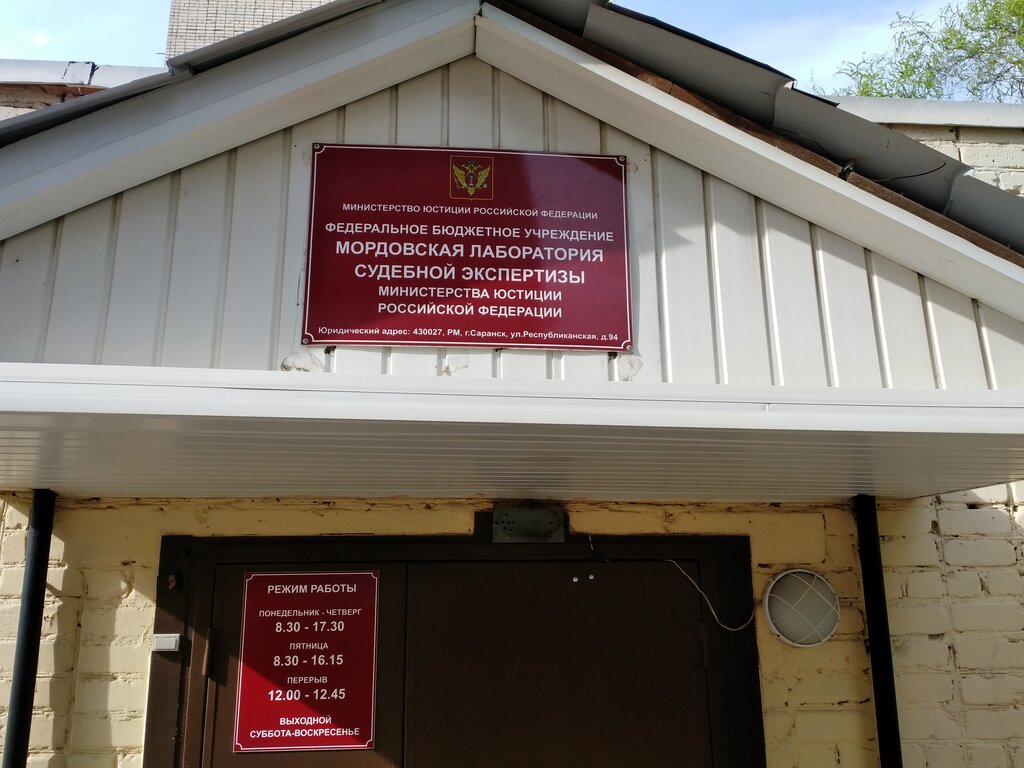 МИНИСТЕРСТВО ЮСТИЦИИ РОССИЙСКОЙ ФЕДЕРАЦИИ
ФЕДЕРАЛЬНОЕ БЮДЖЕТНОЕ УЧРЕЖДЕНИЕ
МОРДОВСКАЯ ЛАБОРАТОРИЯ
СУДЕБНОЙ ЭКСПЕРТИЗЫ
МИНИСТЕРСТВА ЮСТИЦИИ
РОССИЙСКОЙ ФЕДЕРАЦИИ
Юридический адрес: 430027, РМ, г.Саранск, ул.Республиканская, д.94
РЕЖИМ РАБОТЫ
ПОНЕДЕЛЬНИК - ЧЕТВЕРГ
8.30 - 17.30
ПЯТНИЦА
8.30 - 16.15
ПЕРЕРЫВ
12.00 - 12.45
ВЫХОДНОЙ
СУББОТА-ВОСКРЕСЕНЬЕ